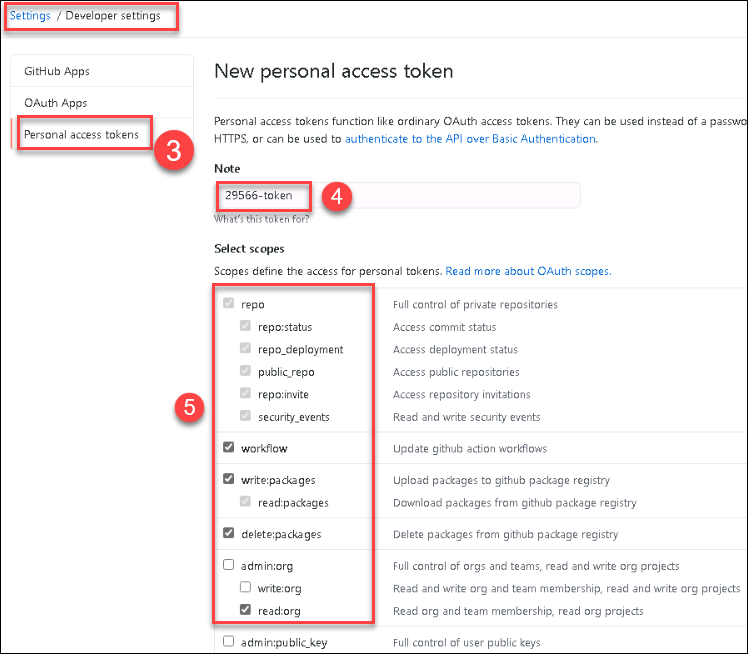 Settings / Developer settings
GitHub Apps
OAuth Apps
Personal access tokens
3
New personal access token
Personal access tokens function like ordinary OAuth access tokens. They can be used instead of a passwo
HTTPS, or can be used to authenticate to the API over Basic Authentication.
Note
29566-token
4
What's this token for?
Select scopes
Scopes define the access for personal tokens. Read more about OAuth scopes.
5
repo Full control of private repositories
repo:status Access commit status
repo_deployment Access deployment status
public_repo Access public repositories
repo:invite Access repository invitations
security_events Read and write security events
workflow Update github action workflows
write:packages Upload packages to github package registry
read:packages Download packages from github package registry
delete:packages Delete packages from github package registry
admin:org Full control of orgs and teams, read and write org projects
write:org Read and write org and team membership, read and write org projects
read:org Read org and team membership, read org projects
admin:public_key Full control of user public keys